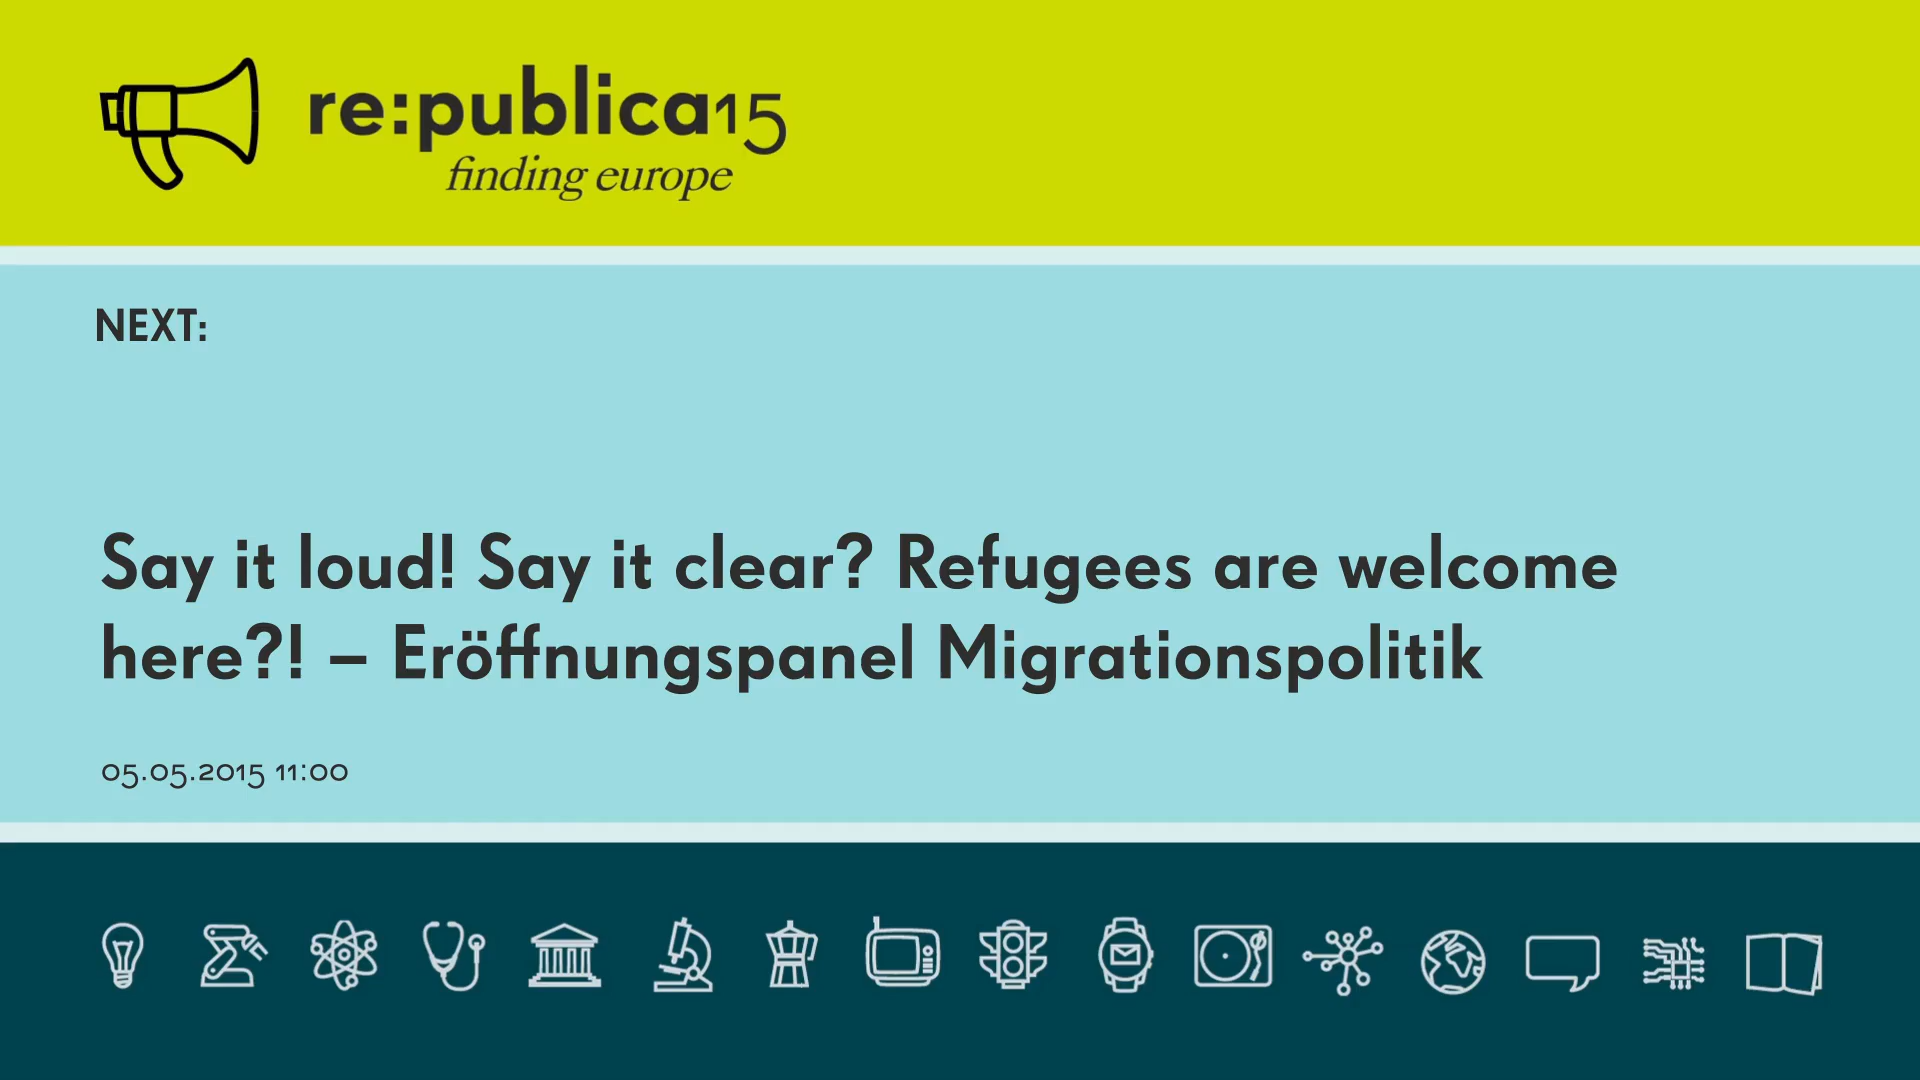 re:publica15
finding europe
NEXT:
Say it loud! Say it clear? Refugees are welcome
here?! – Eröffnungspanel Migrationspolitik
05.05.2015 11:00